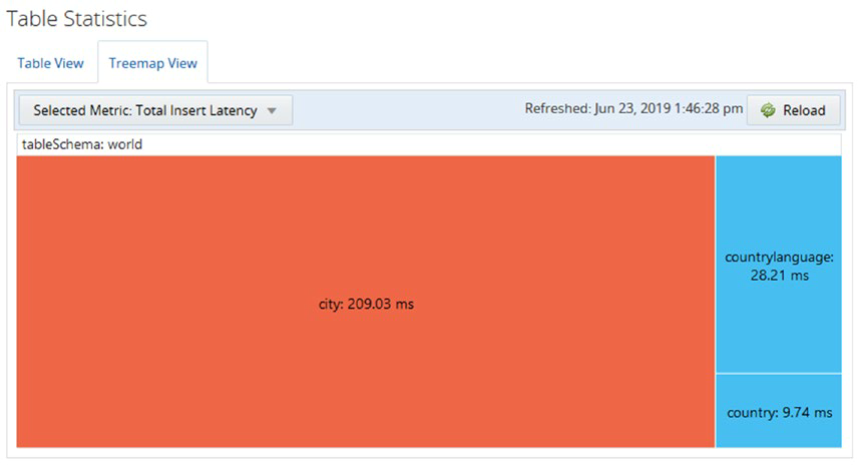 Table Statistics
Table View
Treemap View
Selected Metric: Total Insert Latency
Refreshed: Jun 23, 2019 1:46:28 pm
Reload
tableSchema: world
city: 209.03 ms
countrylanguage:
28.21 ms
country: 9.74 ms